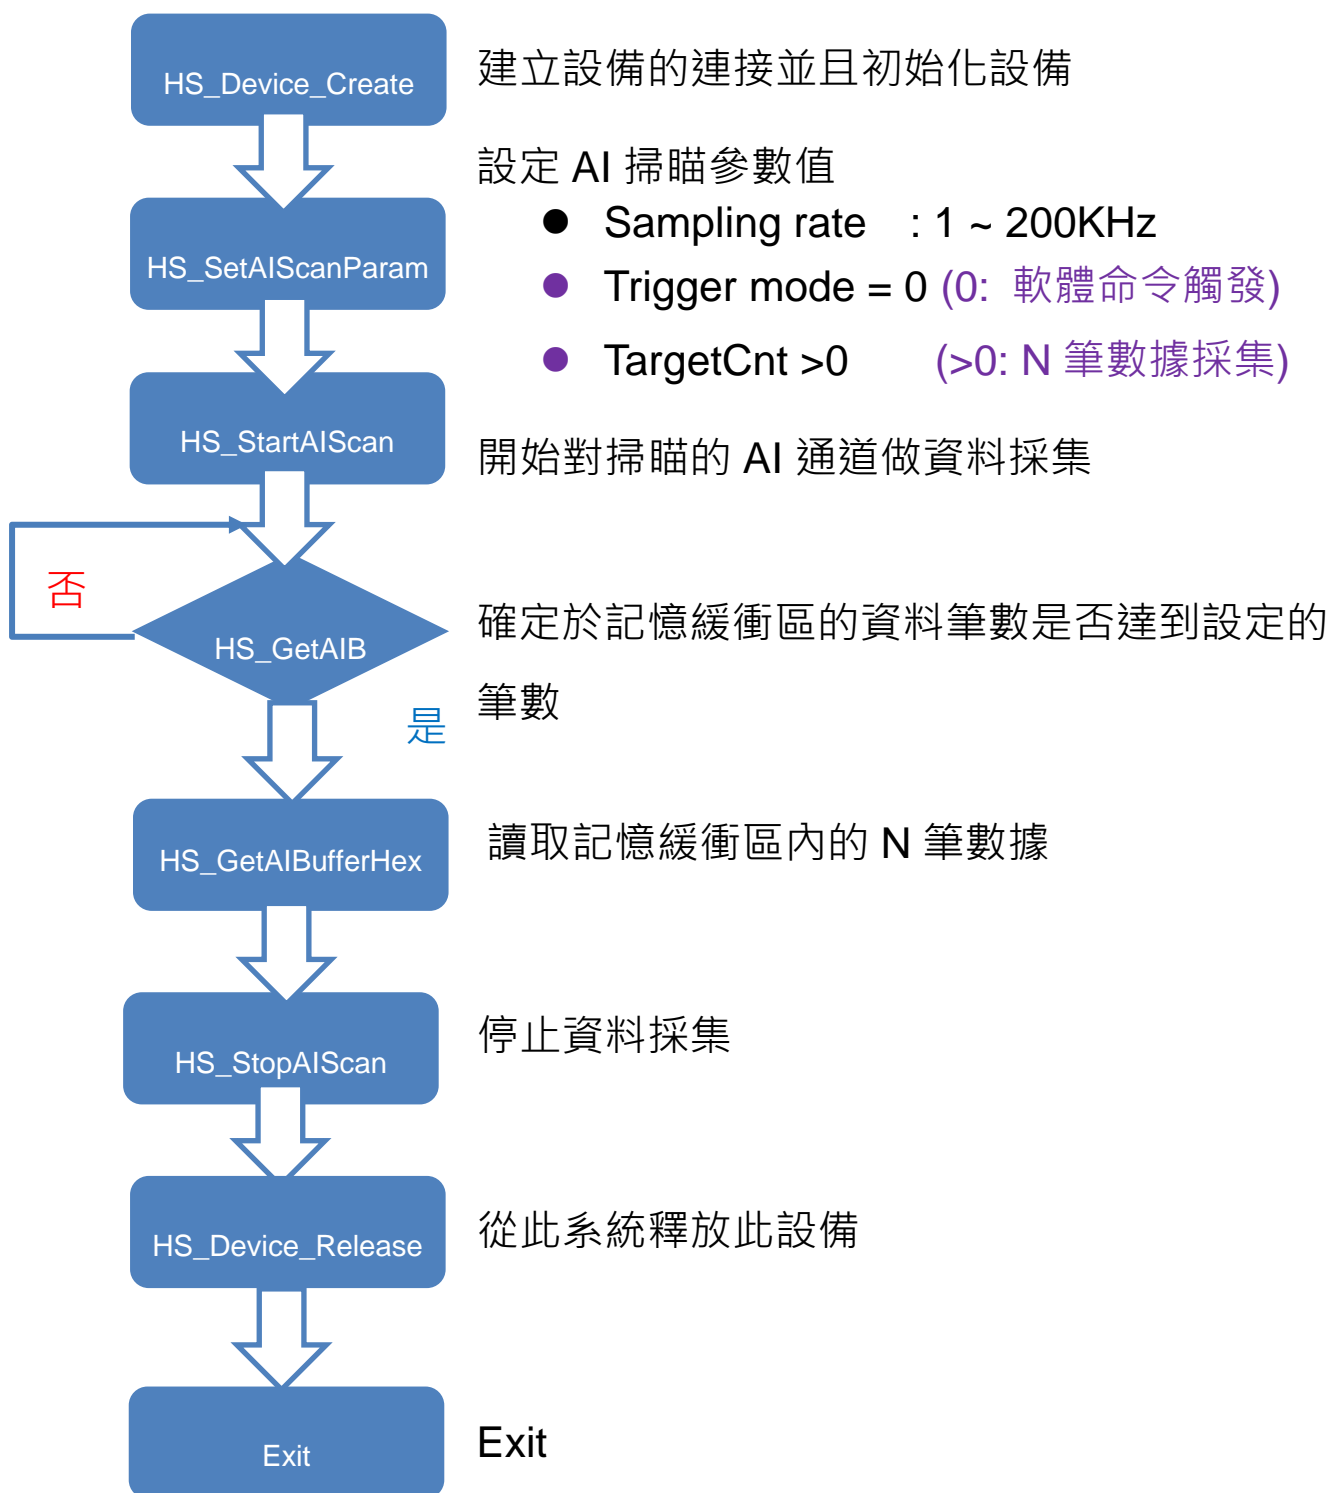 HS_Device_Create
建立設備的連接並且初始化設備
設定 AI 掃瞄參數值
HS_SetAIScanParam
● Sampling rate : 1 ~ 200KHz
● Trigger mode = 0 (0: 軟體命令觸發)
● TargetCnt >0 (>0: N 筆數據採集)
HS_StartAIScan
開始對掃瞄的 AI 通道做資料採集
否
HS_GetAIB
確定於記憶緩衝區的資料筆數是否達到設定的
筆數
是
HS_GetAIBufferHex
讀取記憶緩衝區內的 N 筆數據
HS_StopAIScan
停止資料採集
HS_Device_Release
從此系統釋放此設備
Exit
Exit